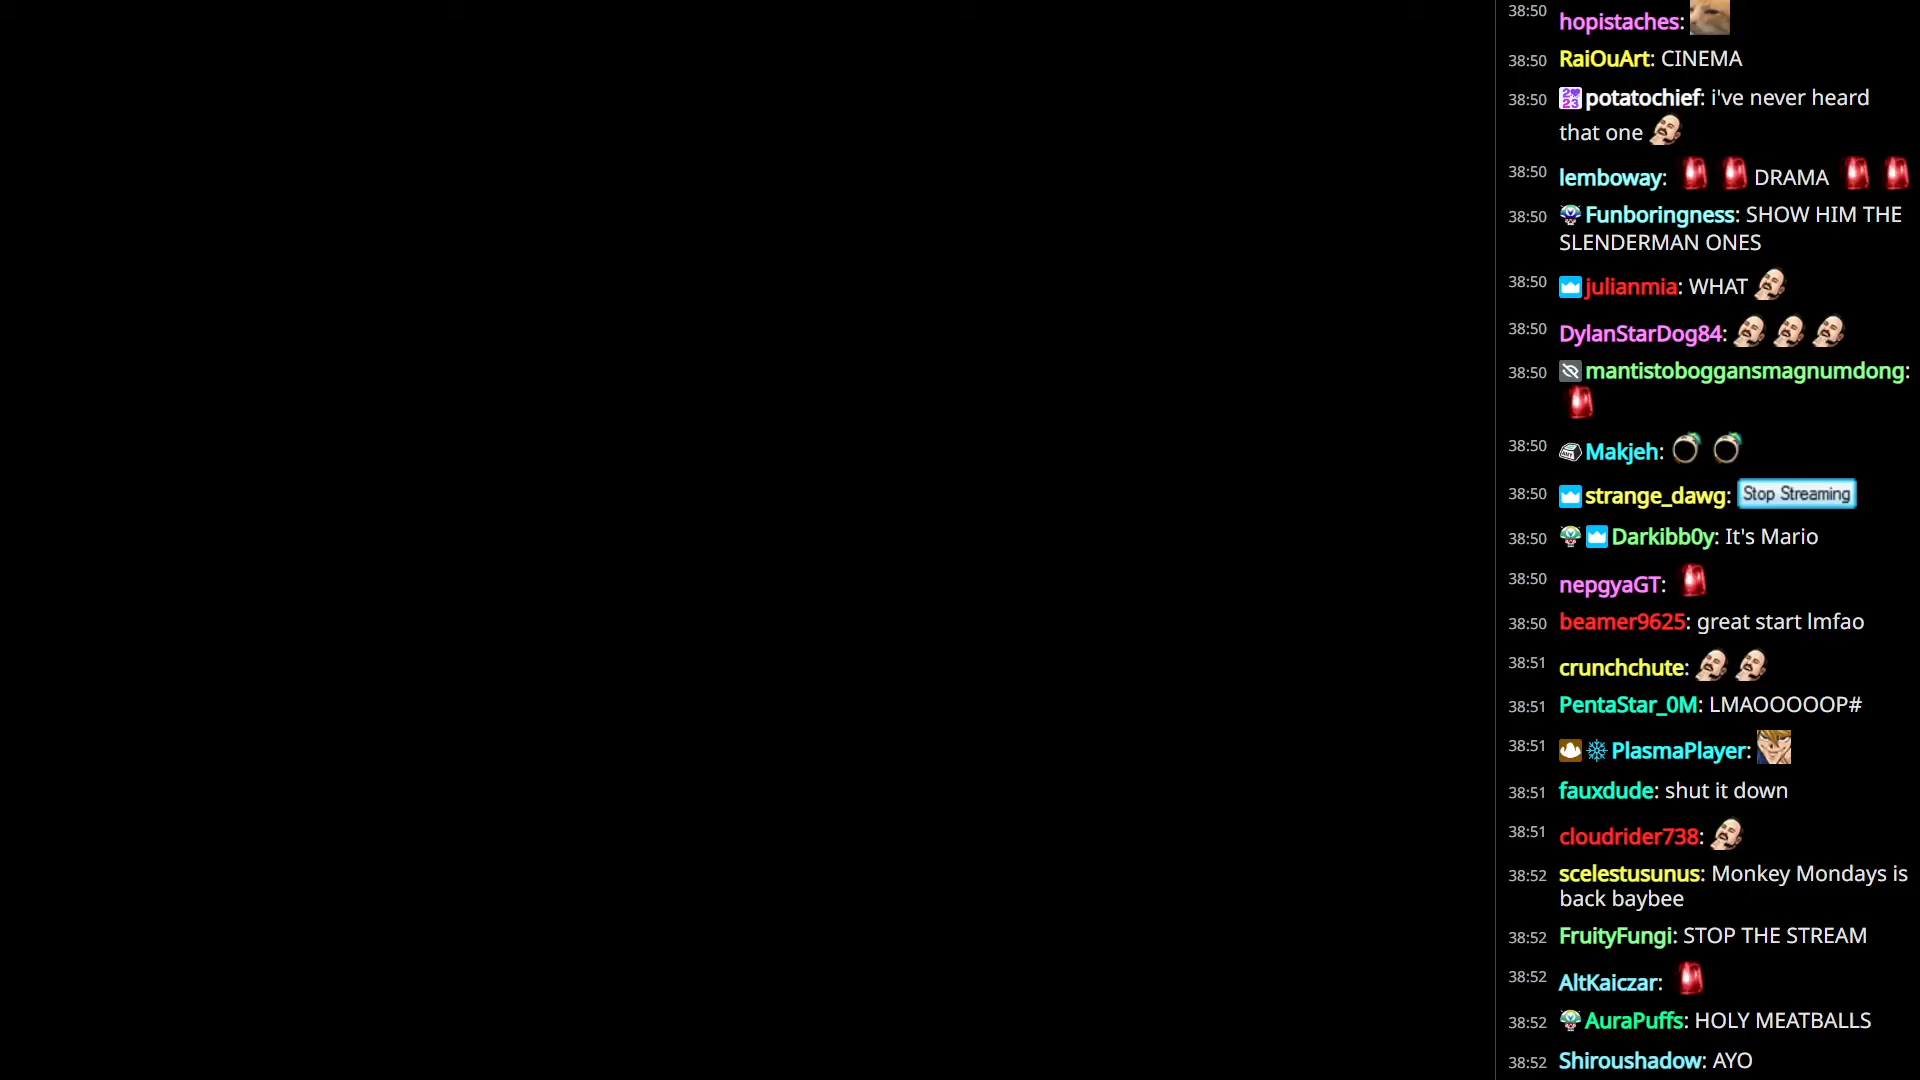 38:50 hopistaches:
38:50 RaiOuArt: CINEMA
38:50 potatochief: i've never heard
that one
38:50 lemboway: DRAMA
38:50 Funboringness: SHOW HIM THE
SLENDERMAN ONES
38:50 julianmia: WHAT
38:50 DylanStarDog84:
38:50 mantistoboggansmagnumdong:
38:50 Makjeh:
38:50 strange_dawg: Stop Streaming
38:50 Darkibb0y: It's Mario
38:50 nepgyaGT:
38:50 beamer9625: great start lmfao
38:51 crunchchute:
38:51 PentaStar_0M: LMAOOOOOP#
38:51 PlasmaPlayer:
38:51 fauxdude: shut it down
38:51 cloudrider738:
38:52 scelestusunus: Monkey Mondays is
back baybee
38:52 FruityFungi: STOP THE STREAM
38:52 AltKaiczar:
38:52 AuraPuffs: HOLY MEATBALLS
38:52 Shiroushadow: AYO